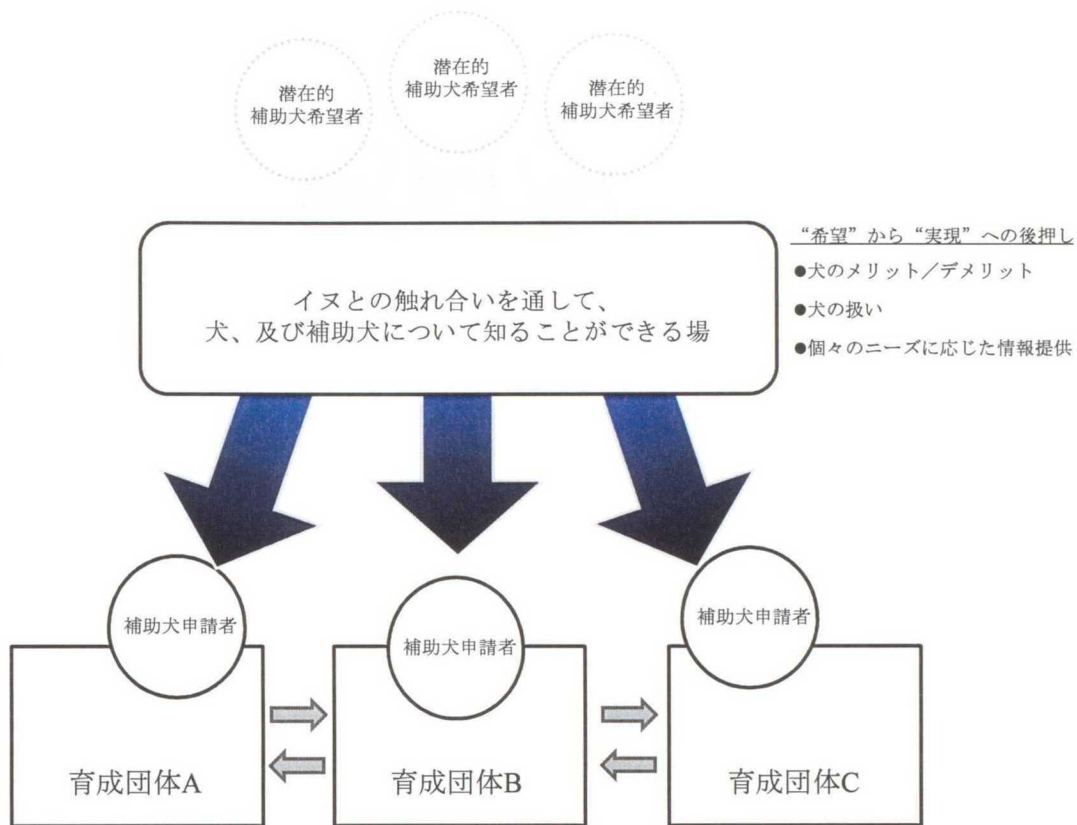 潜在的
補助犬希望者
潜在的
補助犬希望者
潜在的
補助犬希望者
イヌとの触れ合いを通して、
犬、及び補助犬について知ることができる場
“希望”から“実現”への後押し
●犬のメリット／デメリット
●犬の扱い
●個々のニーズに応じた情報提供
補助犬申請者
補助犬申請者
補助犬申請者
育成団体A
育成団体B
育成団体C